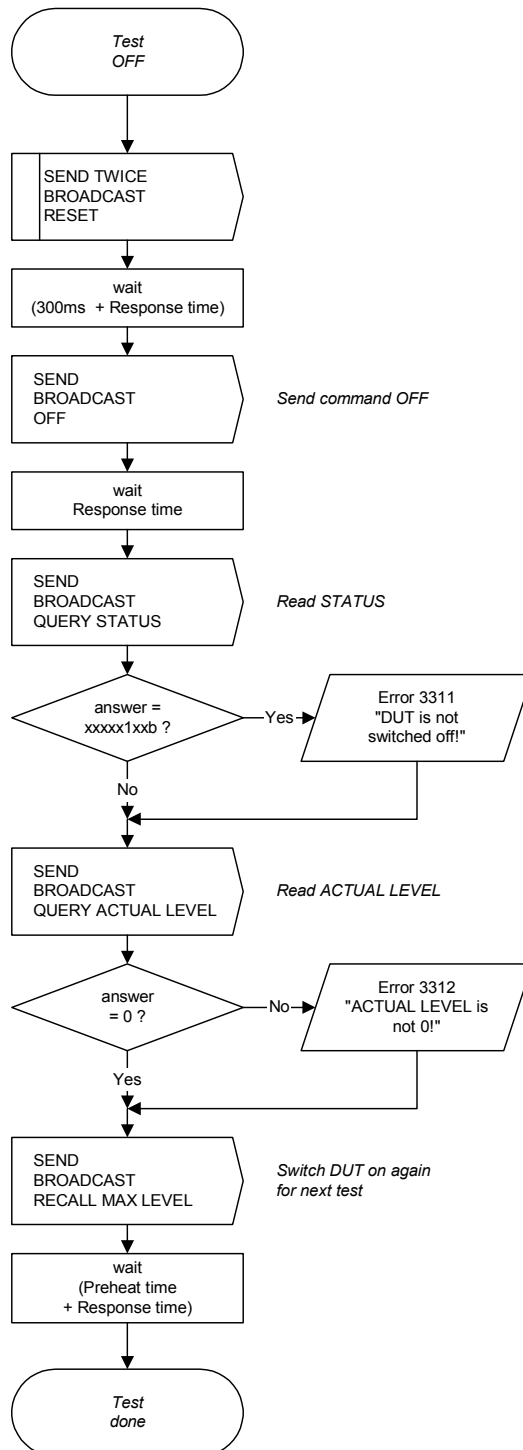 Test
OFF
SEND TWICE
BROADCAST
RESET
wait
(300ms + Response time)
SEND
BROADCAST
OFF
Send command OFF
wait
Response time
SEND
BROADCAST
QUERY STATUS
Read STATUS
answer =
xxxxx1xxb ?
Yes
Error 3311
"DUT is not
switched off!"
No
SEND
BROADCAST
QUERY ACTUAL LEVEL
Read ACTUAL LEVEL
answer
= 0 ?
No
Error 3312
"ACTUAL LEVEL is
not 0!"
Yes
SEND
BROADCAST
RECALL MAX LEVEL
Switch DUT on again
for next test
wait
(Preheat time
+ Response time)
Test
done